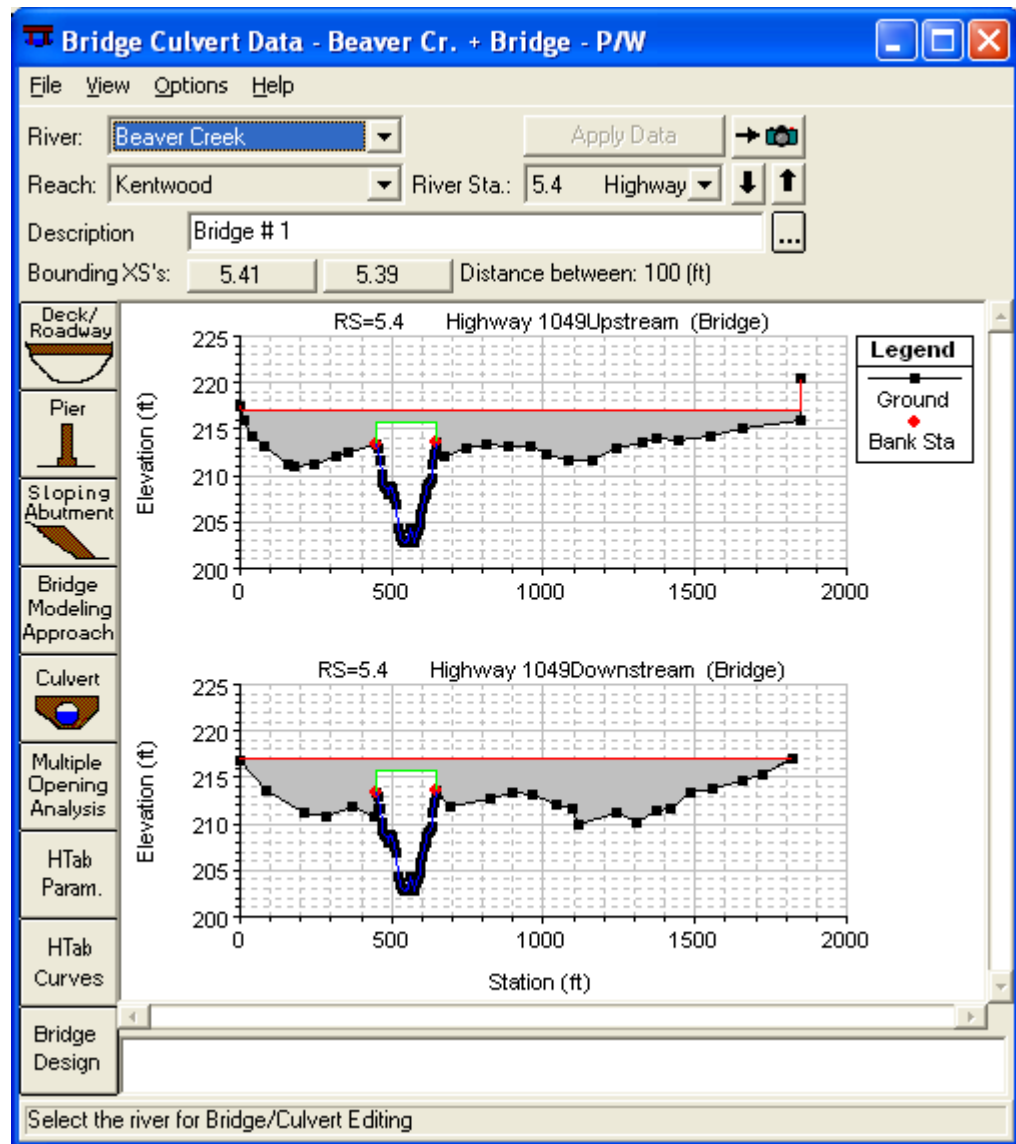 Bridge Culvert Data - Beaver Cr. + Bridge - P/W
File View Options Help
River: Beaver Creek Apply Data
Reach: Kentwood River Sta.: 5.4 Highway
Description Bridge # 1 ...
Bounding XS's: 5.41 5.39 Distance between: 100 (ft)
Deck/
Roadway
Pier
Sloping
Abutment
Bridge
Modeling
Approach
Culvert
Multiple
Opening
Analysis
HTab
Param.
HTab
Curves
Bridge
Design
RS=5.4 Highway 1049Upstream (Bridge)
225
220
215
210
205
200
Elevation (ft)
0 500 1000 1500 2000
Legend
Ground
Bank Sta
RS=5.4 Highway 1049Downstream (Bridge)
225
220
215
210
205
200
Elevation (ft)
0 500 1000 1500 2000
Station (ft)
Select the river for Bridge/Culvert Editing